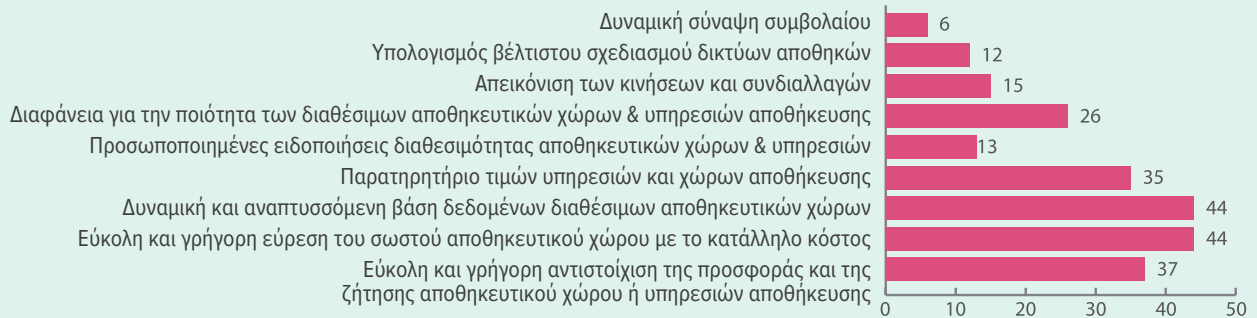 Δυναμική σύναψη συμβολαίου 6
Υπολογισμός βέλτιστου σχεδιασμού δικτύων αποθηκών 12
Απεικόνιση των κινήσεων και συνδιαλλαγών 15
Διαφάνεια για την ποιότητα των διαθέσιμων αποθηκευτικών χώρων & υπηρεσιών αποθήκευσης 26
Προσωποποιημένες ειδοποιήσεις διαθεσιμότητας αποθηκευτικών χώρων & υπηρεσιών 13
Παρατηρητήριο τιμών υπηρεσιών και χώρων αποθήκευσης 35
Δυναμική και αναπτυσσόμενη βάση δεδομένων διαθέσιμων αποθηκευτικών χώρων 44
Εύκολη και γρήγορη εύρεση του σωστού αποθηκευτικού χώρου με το κατάλληλο κόστος 44
Εύκολη και γρήγορη αντιστοίχιση της προσφοράς και της 37
ζήτησης αποθηκευτικού χώρου ή υπηρεσιών αποθήκευσης
0 10 20 30 40 50